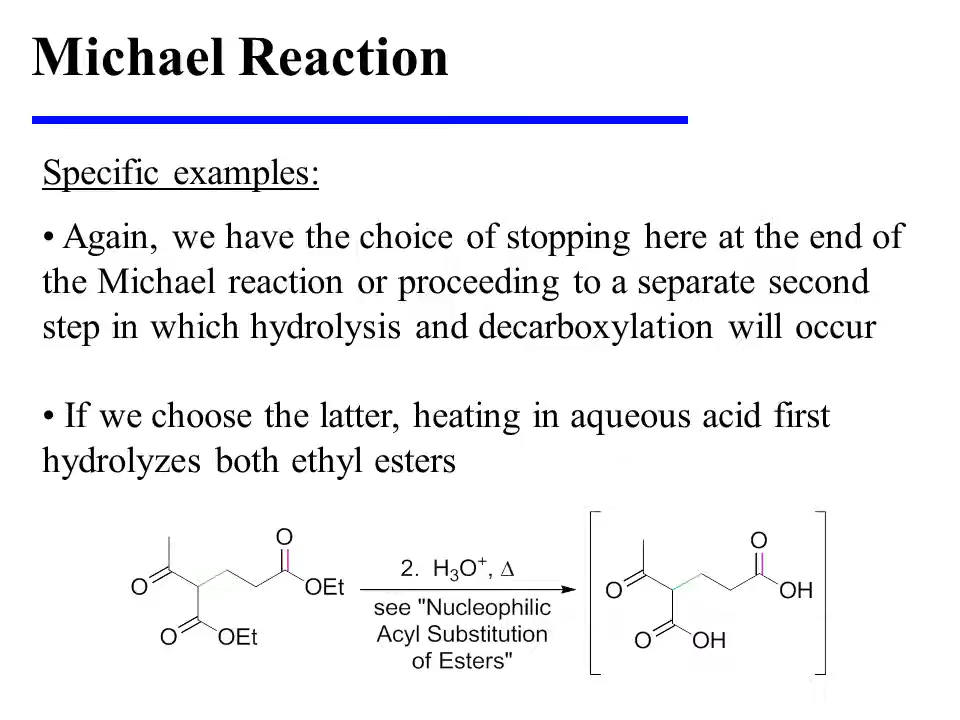 Michael Reaction
Specific examples:
• Again, we have the choice of stopping here at the end of
the Michael reaction or proceeding to a separate second
step in which hydrolysis and decarboxylation will occur
• If we choose the latter, heating in aqueous acid first
hydrolyzes both ethyl esters
O
O
OEt
O
OEt
2. H₃O⁺, Δ
see "Nucleophilic
Acyl Substitution
of Esters"
O
O
OH
O
OH